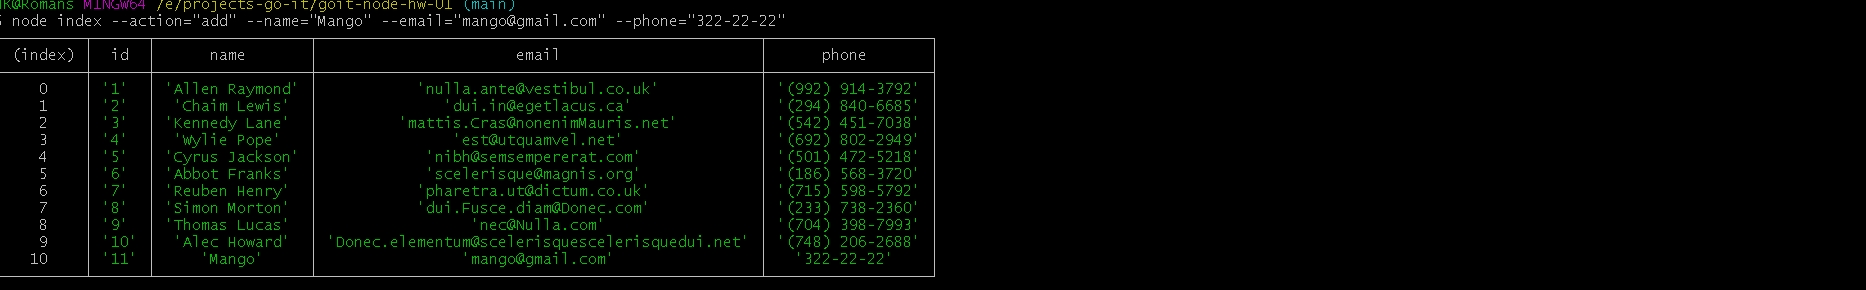 MK@Romans MINGW64 /e/projects-go-it/goit-node-hw-01 (main)
$ node index --action="add" --name="Mango" --email="mango@gmail.com" --phone="322-22-22"
(index) id name email phone
0 '1' 'Allen Raymond' 'nulla.ante@vestibul.co.uk' '(992) 914-3792'
1 '2' 'Chaim Lewis' 'dui.in@egetlacus.ca' '(294) 840-6685'
2 '3' 'Kennedy Lane' 'mattis.Cras@nonenimMauris.net' '(542) 451-7038'
3 '4' 'Wylie Pope' 'est@utquamvel.net' '(692) 802-2949'
4 '5' 'Cyrus Jackson' 'nibh@semsempererat.com' '(501) 472-5218'
5 '6' 'Abbot Franks' 'scelerisque@magnis.org' '(186) 568-3720'
6 '7' 'Reuben Henry' 'pharetra.ut@dictum.co.uk' '(715) 598-5792'
7 '8' 'Simon Morton' 'dui.Fusce.diam@Donec.com' '(233) 738-2360'
8 '9' 'Thomas Lucas' 'nec@Nulla.com' '(704) 398-7993'
9 '10' 'Alec Howard' 'Donec.elementum@scelerisquescelerisquedui.net' '(748) 206-2688'
10 '11' 'Mango' 'mango@gmail.com' '322-22-22'